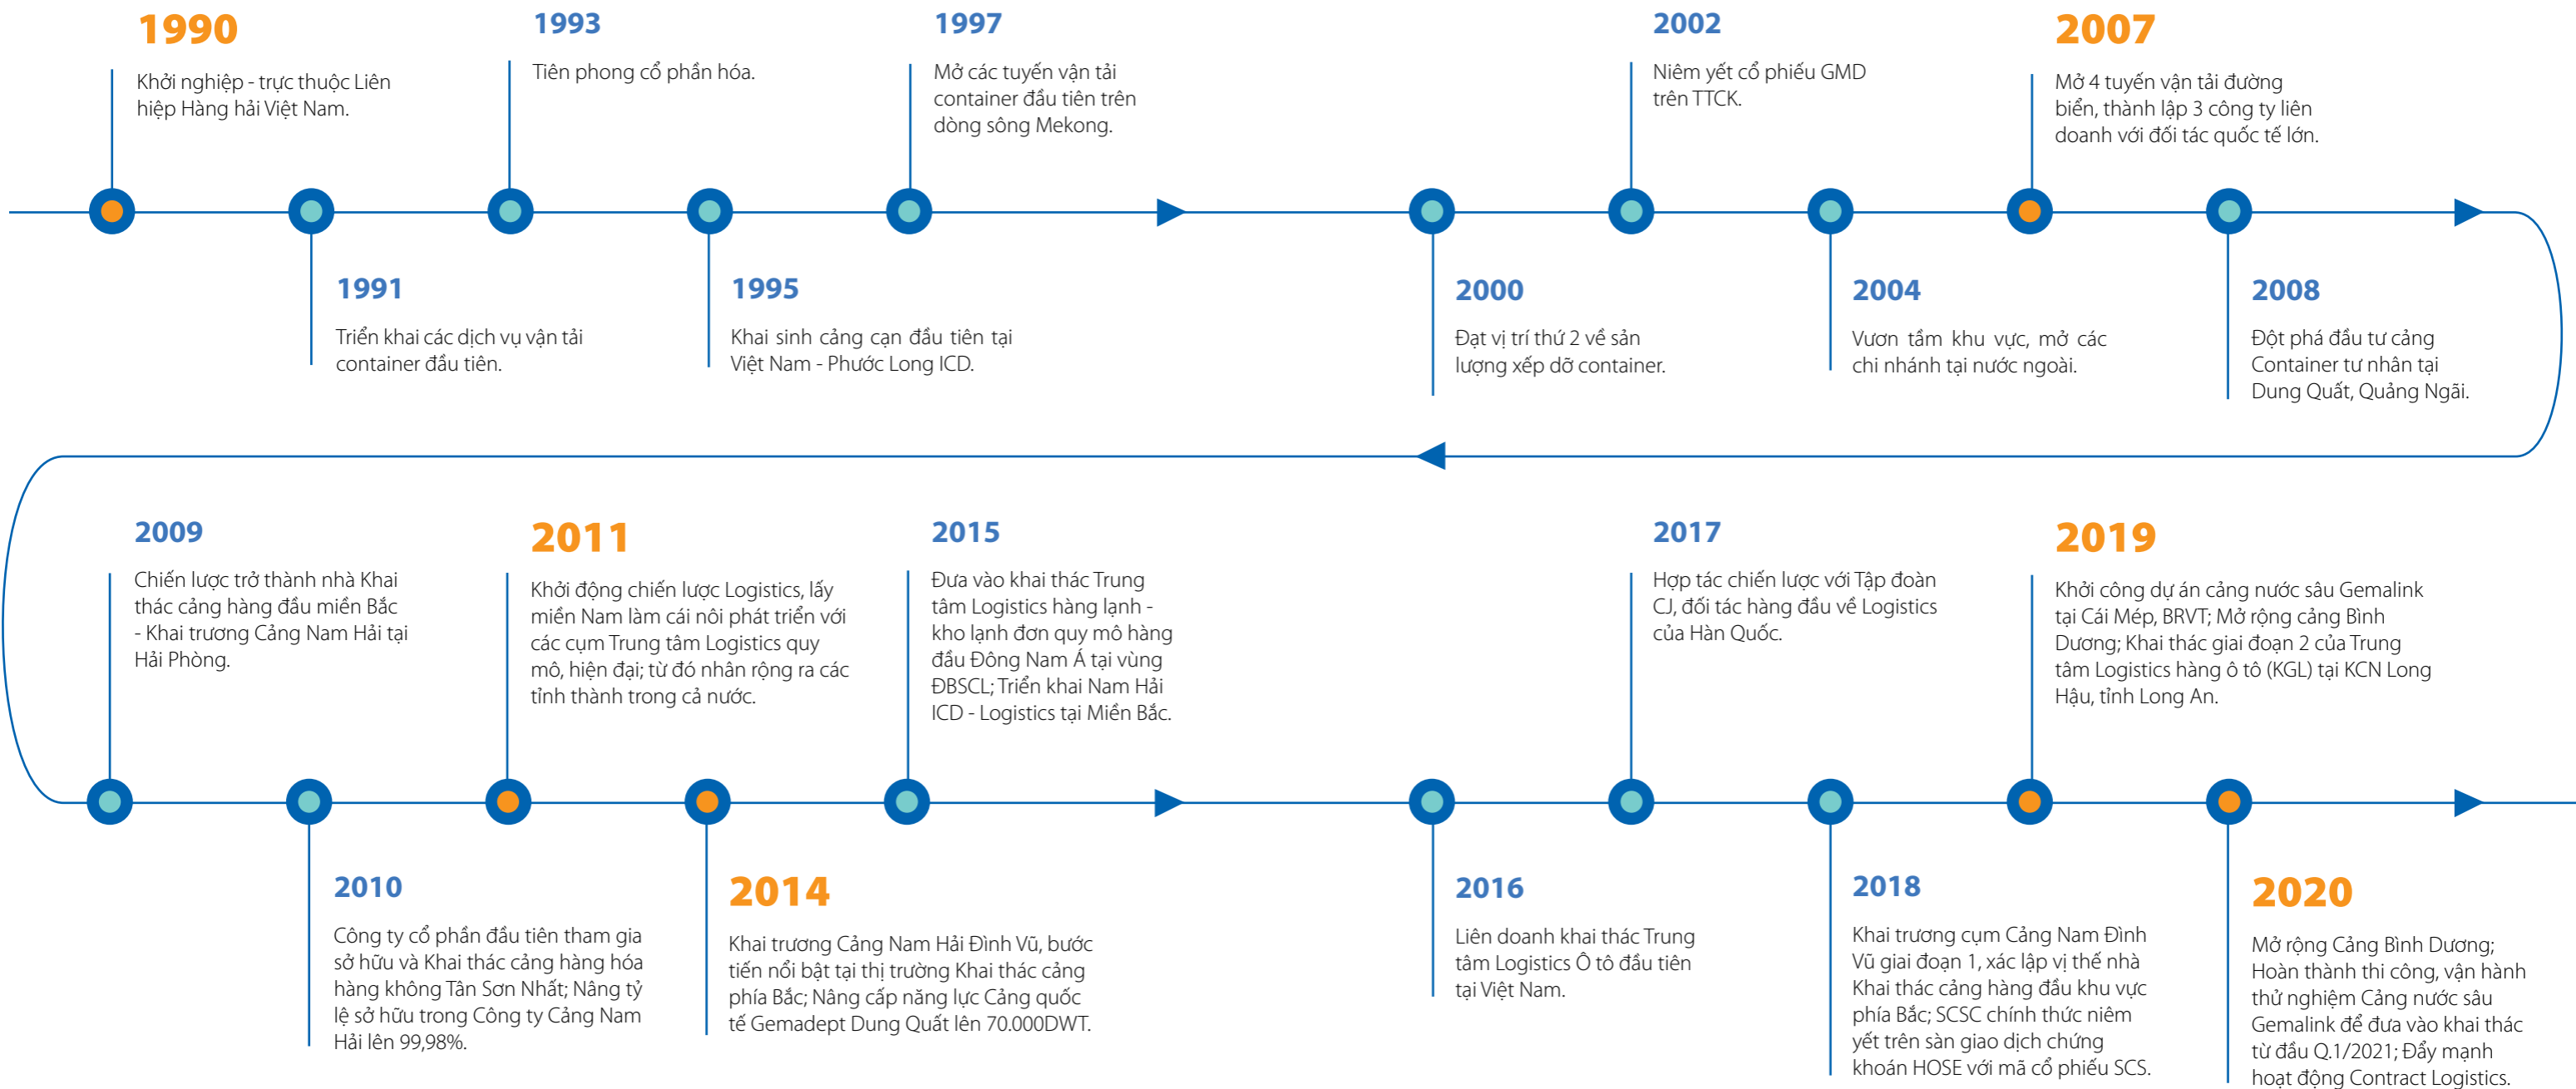 1990
Khởi nghiệp - trực thuộc Liên
hiệp Hàng hải Việt Nam.
1991
Triển khai các dịch vụ vận tải
container đầu tiên.
1993
Tiên phong cổ phần hóa.
1995
Khai sinh cảng cạn đầu tiên tại
Việt Nam - Phước Long ICD.
1997
Mở các tuyến vận tải
container đầu tiên trên
dòng sông Mekong.
2000
Đạt vị trí thứ 2 về sản
lượng xếp dỡ container.
2002
Niêm yết cổ phiếu GMD
trên TTCK.
2004
Vươn tầm khu vực, mở các
chi nhánh tại nước ngoài.
2007
Mở 4 tuyến vận tải đường
biển, thành lập 3 công ty liên
doanh với đối tác quốc tế lớn.
2008
Đột phá đầu tư cảng
Container tư nhân tại
Dung Quất, Quảng Ngãi.
2009
Chiến lược trở thành nhà Khai
thác cảng hàng đầu miền Bắc
- Khai trương Cảng Nam Hải tại
Hải Phòng.
2010
Công ty cổ phần đầu tiên tham gia
sở hữu và Khai thác cảng hàng hóa
hàng không Tân Sơn Nhất; Nâng tỷ
lệ sở hữu trong Công ty Cảng Nam
Hải lên 99,98%.
2011
Khởi động chiến lược Logistics, lấy
miền Nam làm cái nôi phát triển với
các cụm Trung tâm Logistics quy
mô, hiện đại; từ đó nhân rộng ra các
tỉnh thành trong cả nước.
2014
Khai trương Cảng Nam Hải Đình Vũ, bước
tiến nổi bật tại thị trường Khai thác cảng
phía Bắc; Nâng cấp năng lực Cảng quốc
tế Gemadept Dung Quất lên 70.000DWT.
2015
Đưa vào khai thác Trung
tâm Logistics hàng lạnh -
kho lạnh đơn quy mô hàng
đầu Đông Nam Á tại vùng
ĐBSCL; Triển khai Nam Hải
ICD - Logistics tại Miền Bắc.
2016
Liên doanh khai thác Trung
tâm Logistics Ô tô đầu tiên
tại Việt Nam.
2017
Hợp tác chiến lược với Tập đoàn
CJ, đối tác hàng đầu về Logistics
của Hàn Quốc.
2018
Khai trương cụm Cảng Nam Đình
Vũ giai đoạn 1, xác lập vị thế nhà
Khai thác cảng hàng đầu khu vực
phía Bắc; SCSC chính thức niêm
yết trên sàn giao dịch chứng
khoán HOSE với mã cổ phiếu SCS.
2019
Khởi công dự án cảng nước sâu Gemalink
tại Cái Mép, BRVT; Mở rộng cảng Bình
Dương; Khai thác giai đoạn 2 của Trung
tâm Logistics hàng ô tô (KGL) tại KCN Long
Hậu, tỉnh Long An.
2020
Mở rộng Cảng Bình Dương;
Hoàn thành thi công, vận hành
thử nghiệm Cảng nước sâu
Gemalink để đưa vào khai thác
từ đầu Q.1/2021; Đẩy mạnh
hoạt động Contract Logistics.